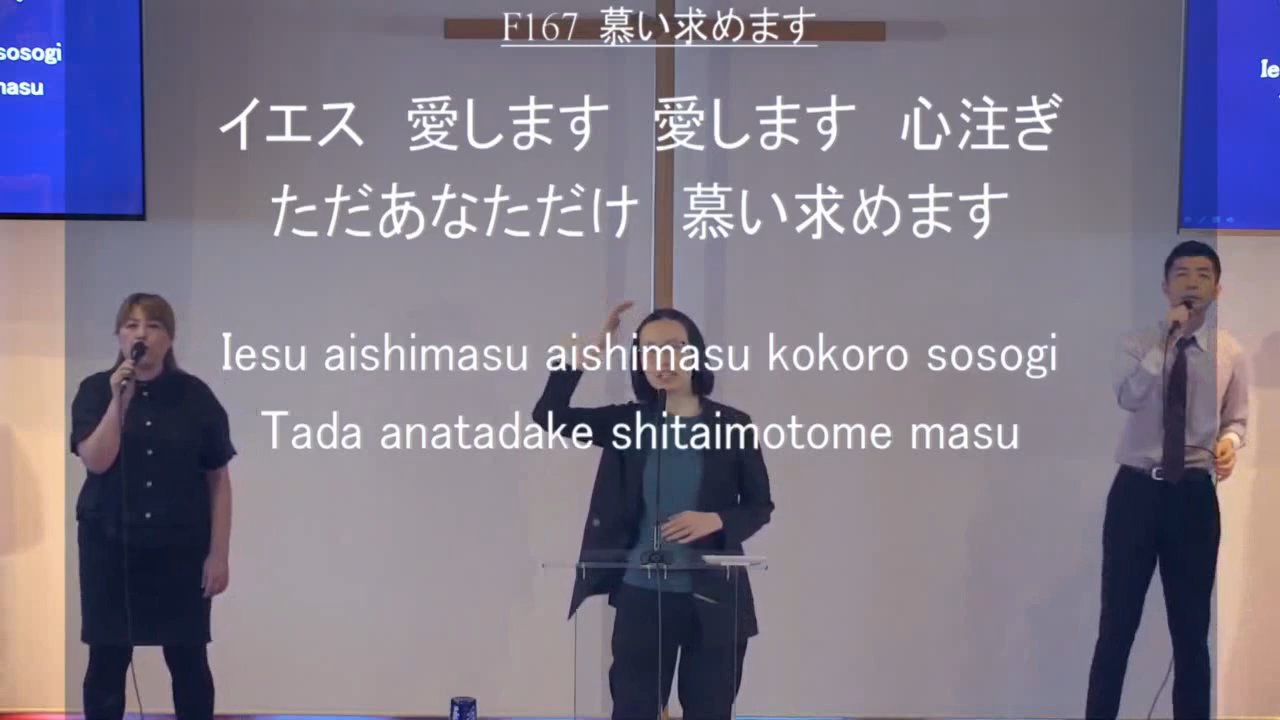 F167 慕い求めます
sosogi
masu
Ie
イエス 愛します 愛します 心注ぎ
ただあなただけ 慕い求めます
Iesu aishimasu aishimasu kokoro sosogi
Tada anatadake shitaimotome masu